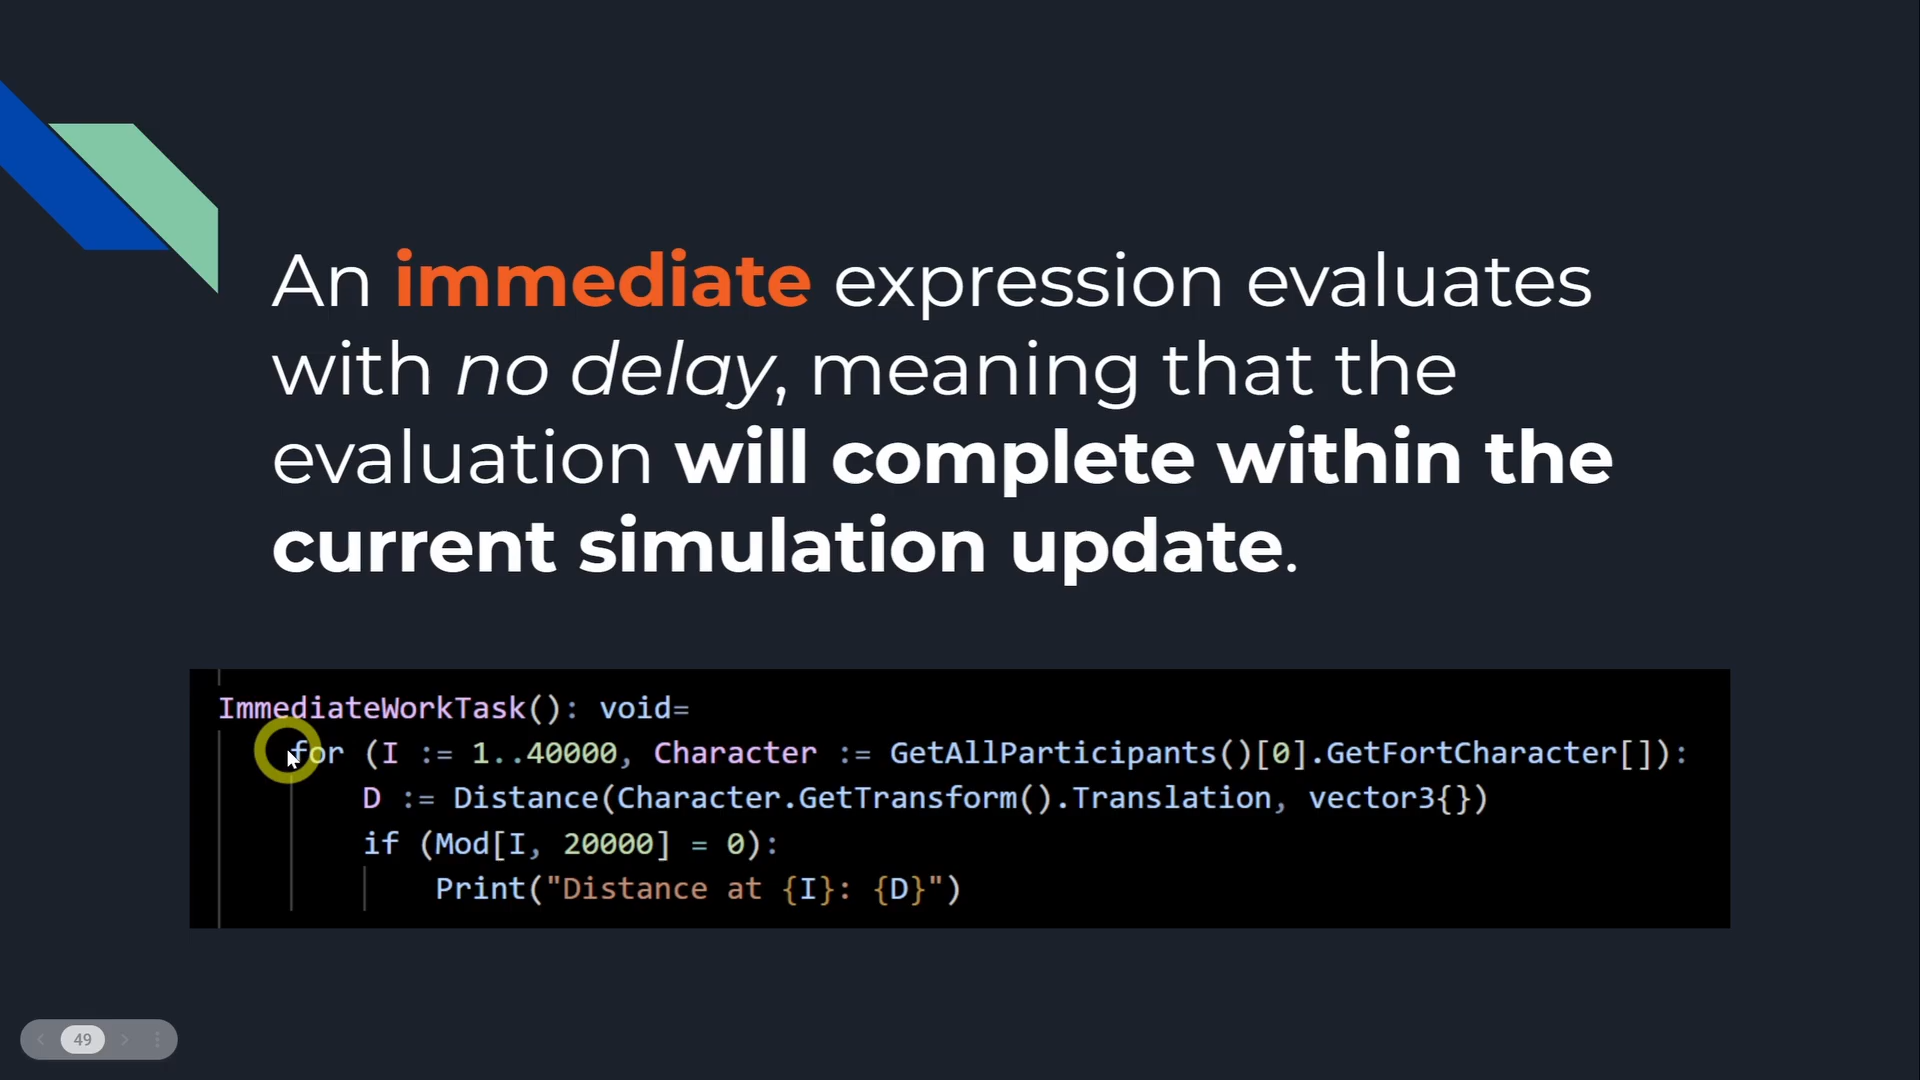 An immediate expression evaluates
with no delay, meaning that the
evaluation will complete within the
current simulation update.
ImmediateWorkTask(): void=
for (I := 1..40000, Character := GetAllParticipants()[0].GetFortCharacter[]):
D := Distance(Character.GetTransform().Translation, vector3{})
if (Mod[I, 20000] = 0):
Print("Distance at {I}: {D}")
49